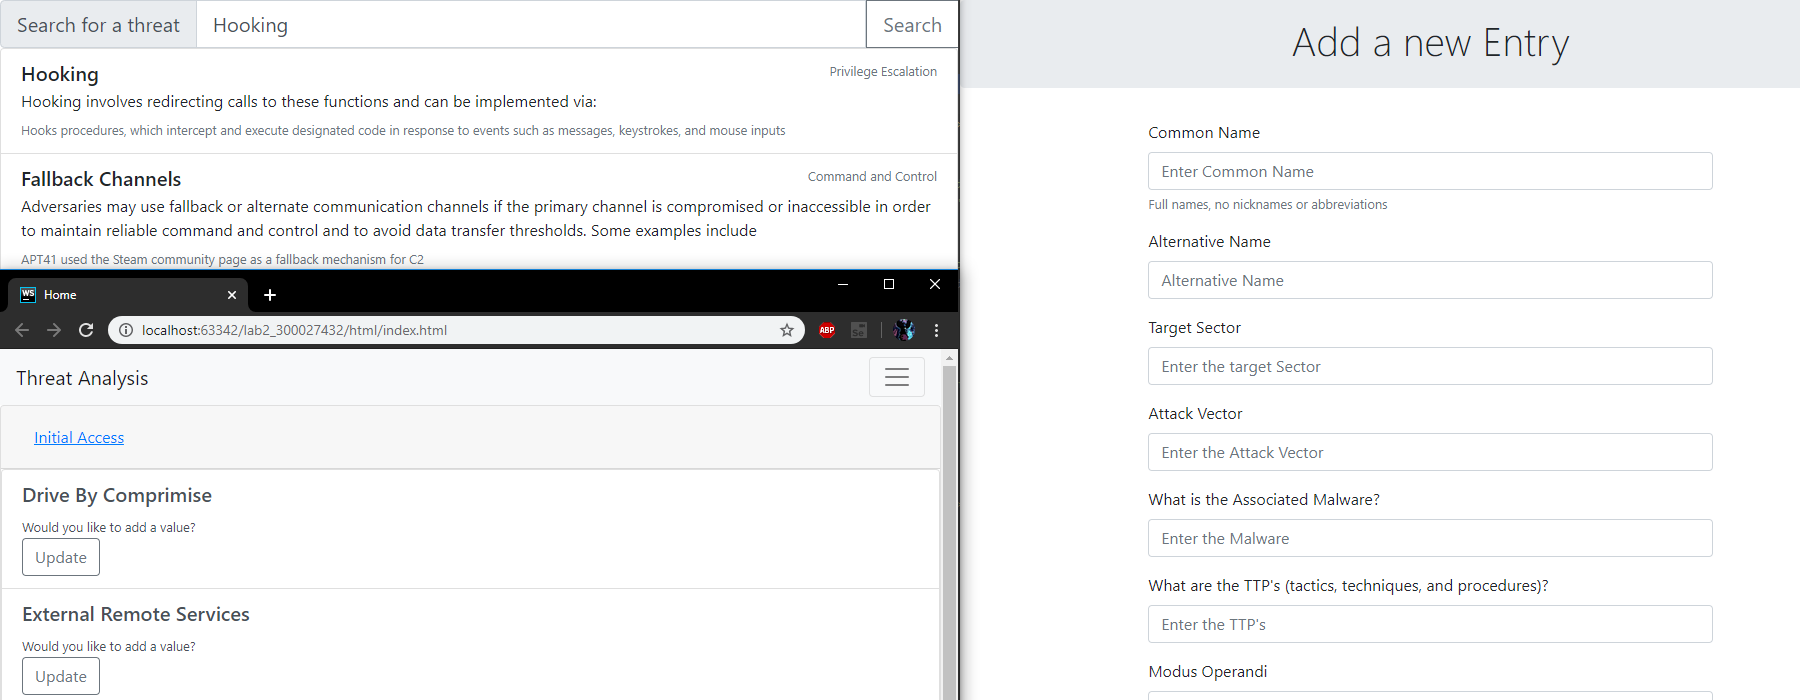 Search for a threat
Hooking
Search
Hooking
Privilege Escalation
Hooking involves redirecting calls to these functions and can be implemented via:
Hooks procedures, which intercept and execute designated code in response to events such as messages, keystrokes, and mouse inputs
Fallback Channels
Command and Control
Adversaries may use fallback or alternate communication channels if the primary channel is compromised or inaccessible in order
to maintain reliable command and control and to avoid data transfer thresholds. Some examples include
APT41 used the Steam community page as a fallback mechanism for C2
WS
Home
localhost:63342/lab2_300027432/html/index.html
ABP
Se
Threat Analysis
Initial Access
Drive By Comprimise
Would you like to add a value?
Update
External Remote Services
Would you like to add a value?
Update
Add a new Entry
Common Name
Enter Common Name
Full names, no nicknames or abbreviations
Alternative Name
Alternative Name
Target Sector
Enter the target Sector
Attack Vector
Enter the Attack Vector
What is the Associated Malware?
Enter the Malware
What are the TTP's (tactics, techniques, and procedures)?
Enter the TTP's
Modus Operandi